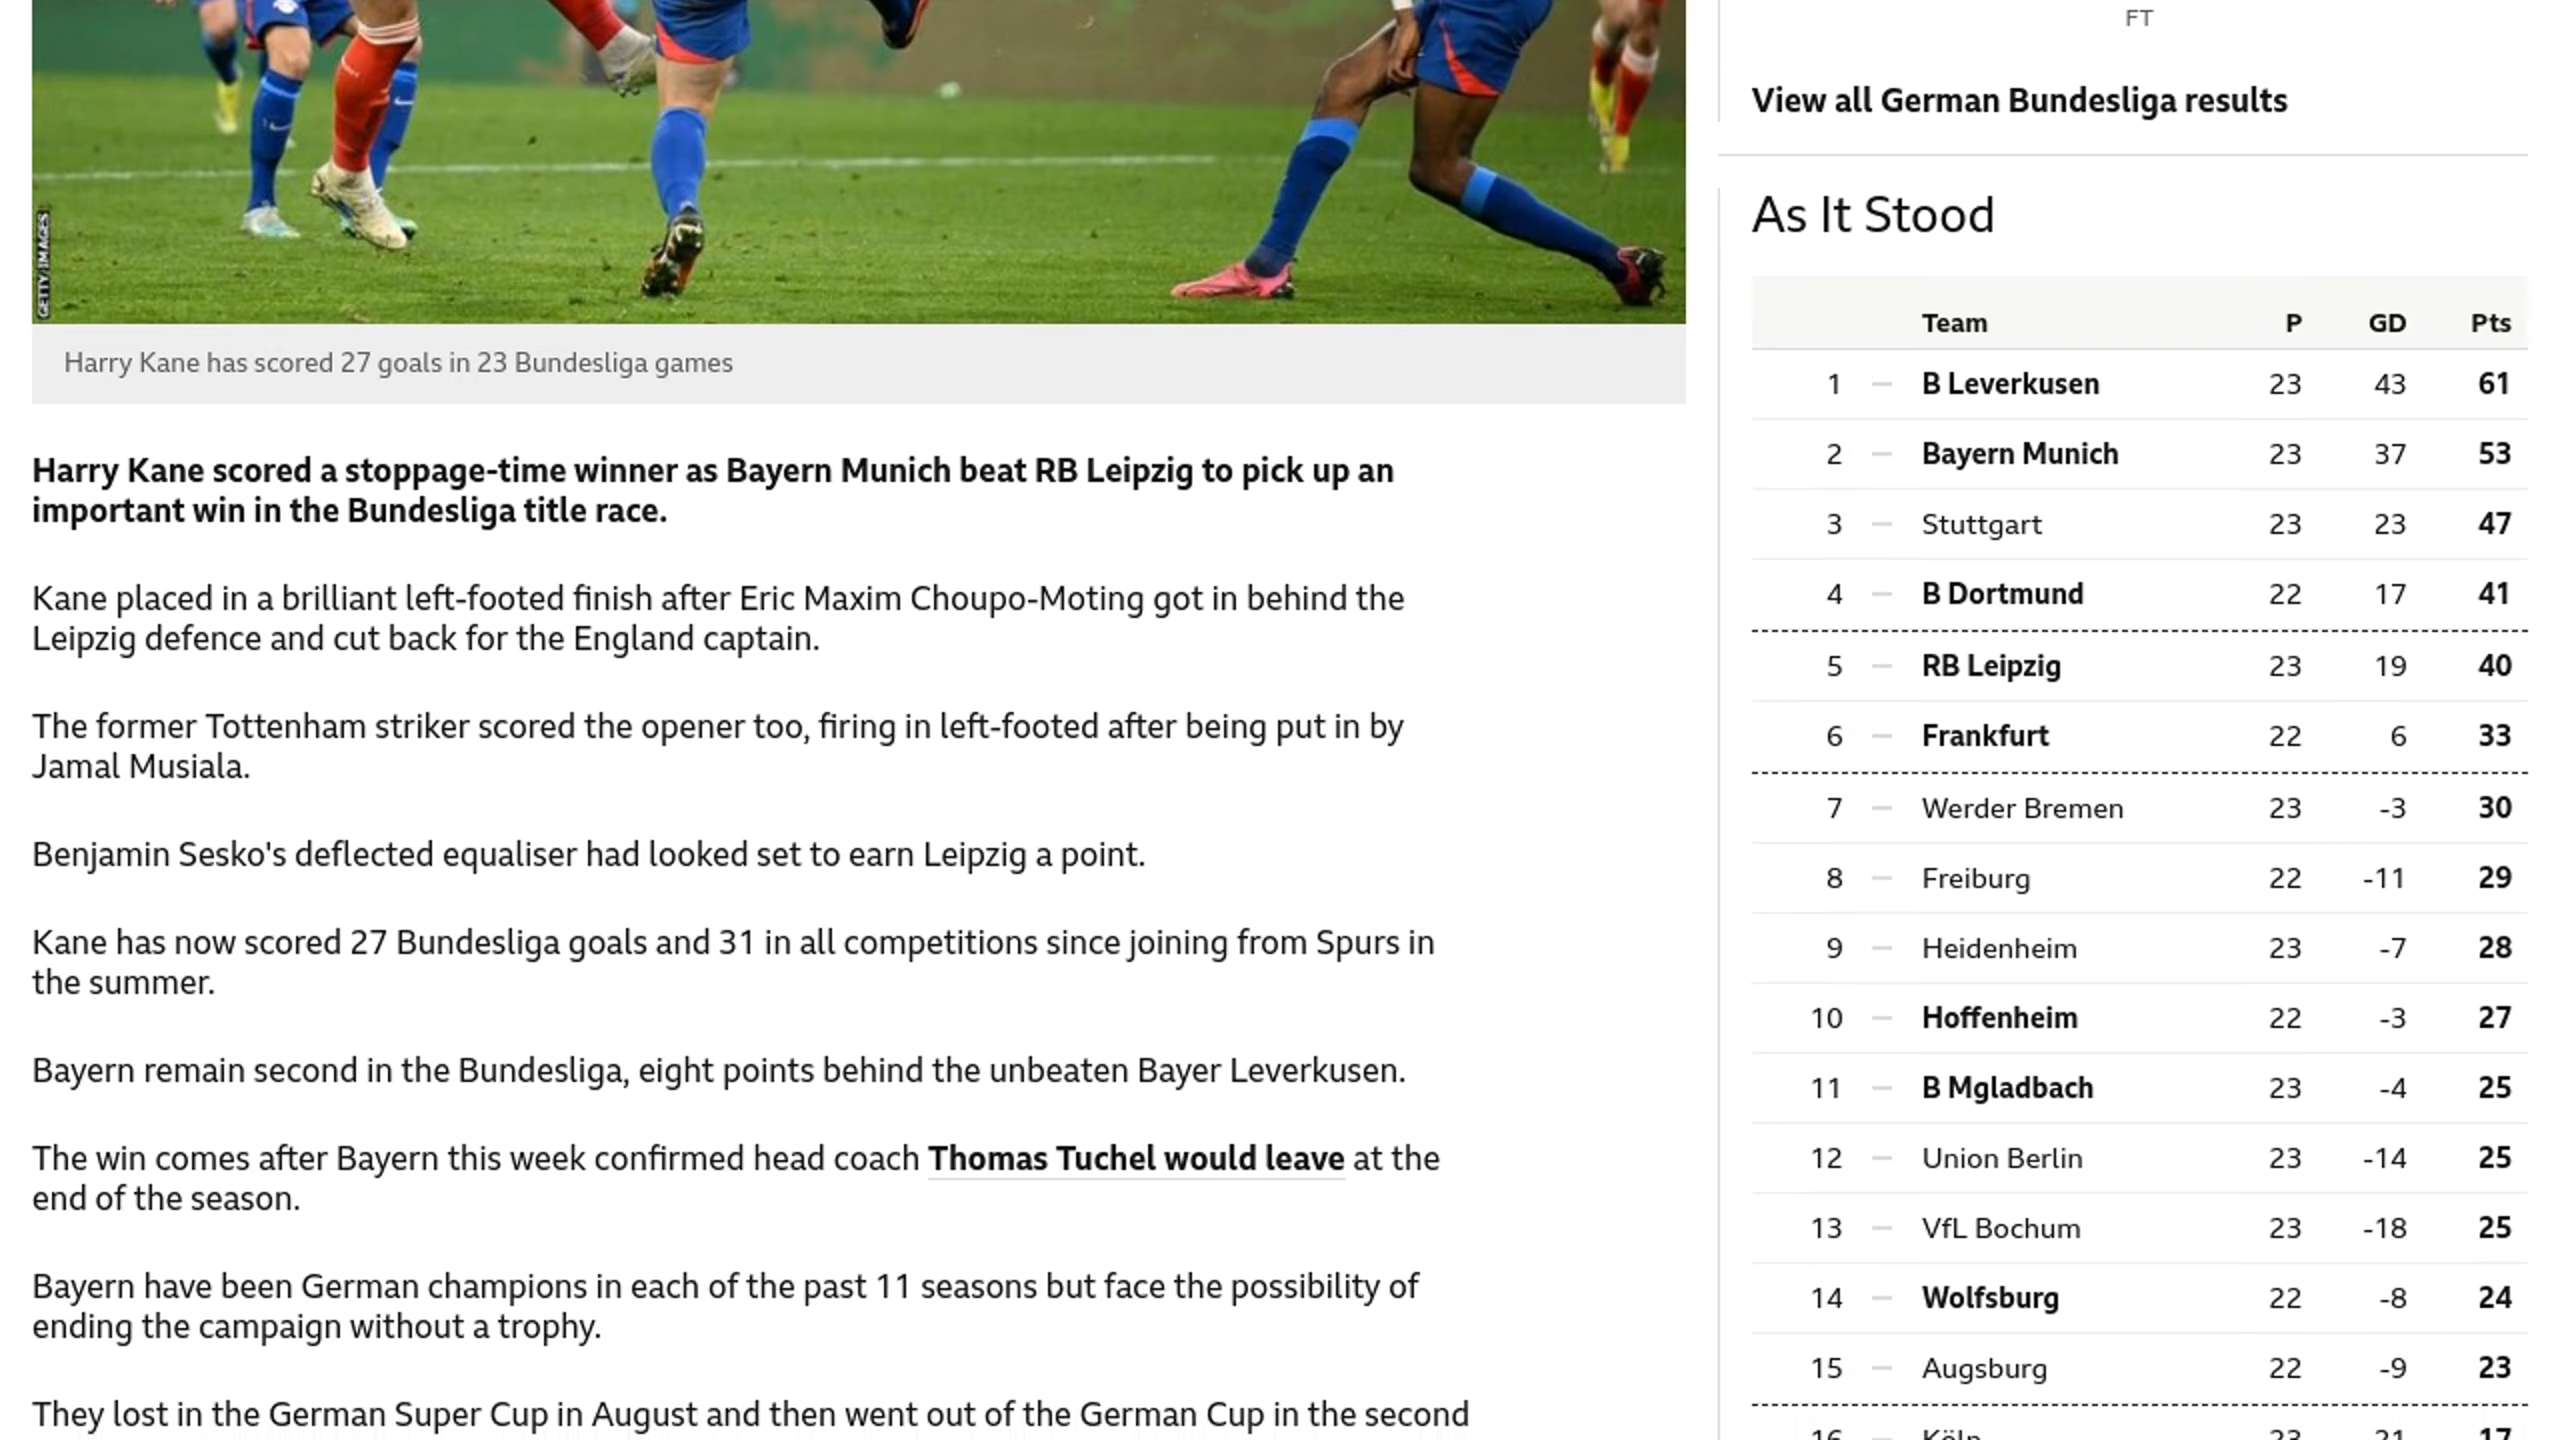 GETTY IMAGES
Harry Kane has scored 27 goals in 23 Bundesliga games
Harry Kane scored a stoppage-time winner as Bayern Munich beat RB Leipzig to pick up an
important win in the Bundesliga title race.
Kane placed in a brilliant left-footed finish after Eric Maxim Choupo-Moting got in behind the
Leipzig defence and cut back for the England captain.
The former Tottenham striker scored the opener too, firing in left-footed after being put in by
Jamal Musiala.
Benjamin Sesko's deflected equaliser had looked set to earn Leipzig a point.
Kane has now scored 27 Bundesliga goals and 31 in all competitions since joining from Spurs in
the summer.
Bayern remain second in the Bundesliga, eight points behind the unbeaten Bayer Leverkusen.
The win comes after Bayern this week confirmed head coach Thomas Tuchel would leave at the
end of the season.
Bayern have been German champions in each of the past 11 seasons but face the possibility of
ending the campaign without a trophy.
They lost in the German Super Cup in August and then went out of the German Cup in the second
FT
View all German Bundesliga results
As It Stood
Team P GD Pts
1 – B Leverkusen 23 43 61
2 – Bayern Munich 23 37 53
3 – Stuttgart 23 23 47
4 – B Dortmund 22 17 41
5 – RB Leipzig 23 19 40
6 – Frankfurt 22 6 33
7 – Werder Bremen 23 -3 30
8 – Freiburg 22 -11 29
9 – Heidenheim 23 -7 28
10 – Hoffenheim 22 -3 27
11 – B Mgladbach 23 -4 25
12 – Union Berlin 23 -14 25
13 – VfL Bochum 23 -18 25
14 – Wolfsburg 22 -8 24
15 – Augsburg 22 -9 23
16 – Köln 23 21 17